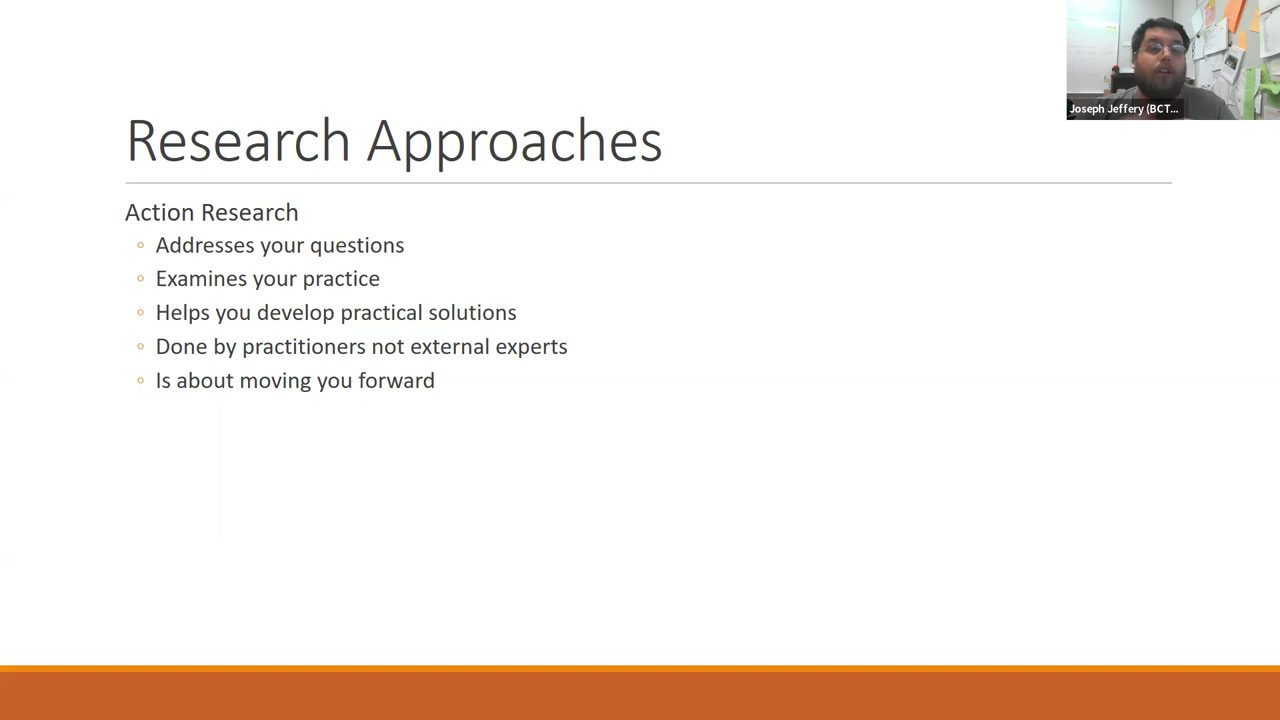 Research Approaches
Action Research
Addresses your questions
Examines your practice
Helps you develop practical solutions
Done by practitioners not external experts
Is about moving you forward
Joseph Jeffery (BCT...